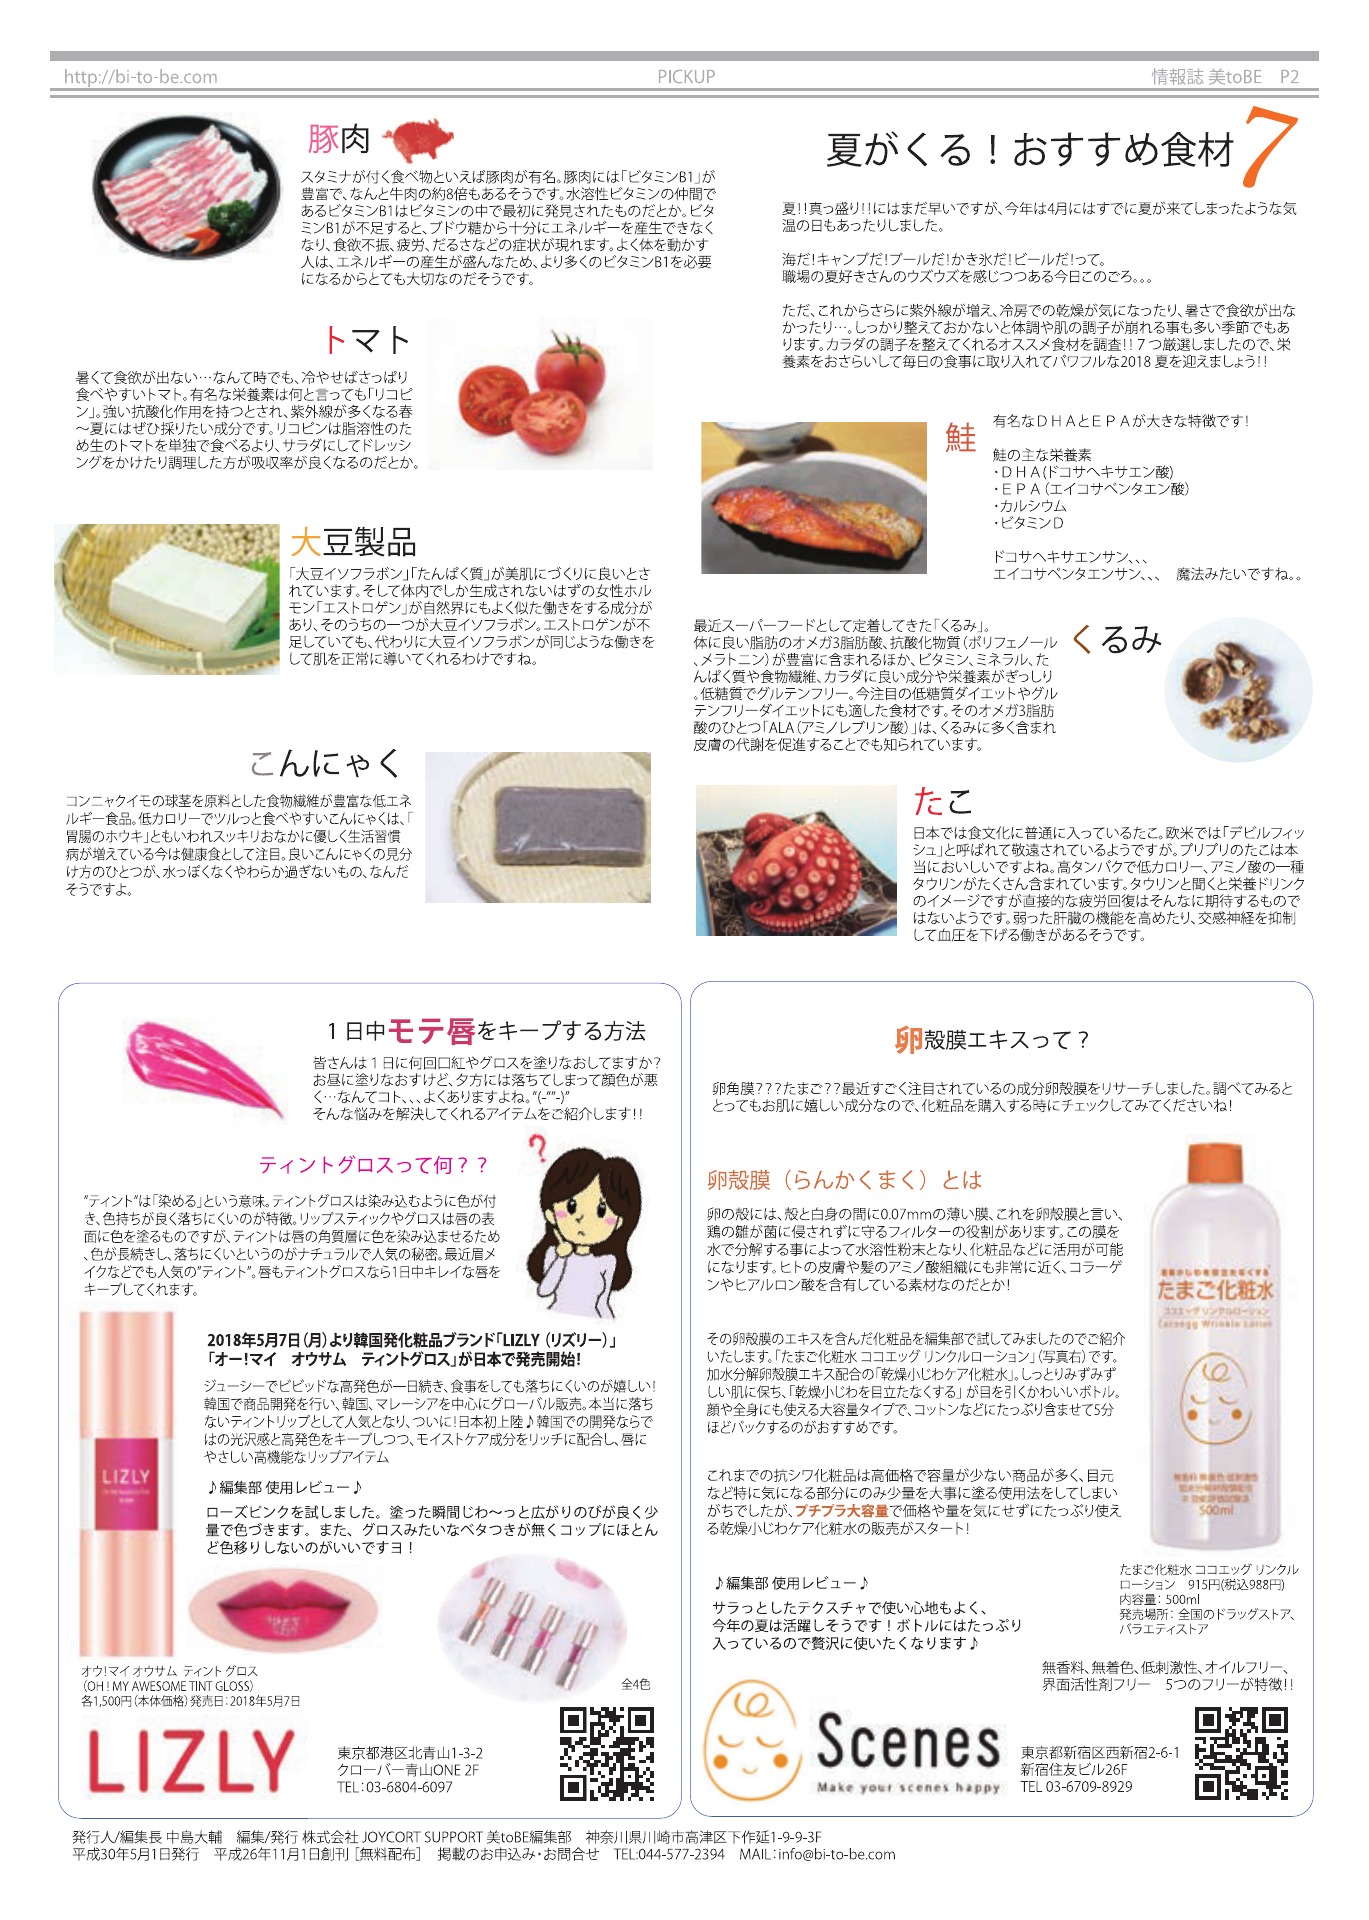 http://bi-to-be.com
PICKUP
情報誌 美toBE P2
夏がくる！おすすめ食材7
夏!!真っ盛り!!にはまだ早いですが、今年は4月にはすでに夏が来てしまったような気
温の日もあったりしました。
海だ!キャンプだ!プールだ!かき氷だ!ビールだ!って。
職場の夏好きさんのウズウズを感じつつある今日このごろ。。。
ただ、これからさらに紫外線が増え、冷房での乾燥が気になったり、暑さで食欲が出な
かったり…。しっかり整えておかないと体調や肌の調子が崩れる事も多い季節でもあ
ります。カラダの調子を整えてくれるオススメ食材を調査!!７つ厳選しましたので、栄
養素をおさらいして毎日の食事に取り入れてパワフルな2018 夏を迎えましょう!!
豚肉
スタミナが付く食べ物といえば豚肉が有名。豚肉には「ビタミンB1」が
豊富で、なんと牛肉の約8倍もあるそうです。水溶性ビタミンの仲間で
あるビタミンB1はビタミンの中で最初に発見されたものだとか。ビタ
ミンB1が不足すると、ブドウ糖から十分にエネルギーを産生できなく
なり、食欲不振、疲労、だるさなどの症状が現れます。よく体を動かす
人は、エネルギーの産生が盛んなため、より多くのビタミンB1を必要
になるからとても大切なのだそうです。
トマト
暑くて食欲が出ない…なんて時でも、冷やせばさっぱり
食べやすいトマト。有名な栄養素は何と言っても「リコピ
ン」。強い抗酸化作用を持つとされ、紫外線が多くなる春
～夏にはぜひ採りたい成分です。リコピンは脂溶性のた
め生のトマトを単独で食べるより、サラダにしてドレッシ
ングをかけたり調理した方が吸収率が良くなるのだとか。
大豆製品
「大豆イソフラボン」「たんぱく質」が美肌にづくりに良いとさ
れています。そして体内でしか生成されないはずの女性ホル
モン「エストロゲン」が自然界にもよく似た働きをする成分が
あり、そのうちの一つが大豆イソフラボン。エストロゲンが不
足していても、代わりに大豆イソフラボンが同じような働きを
して肌を正常に導いてくれるわけですね。
こんにゃく
コンニャクイモの球茎を原料とした食物繊維が豊富な低エネ
ルギー食品。低カロリーでツルっと食べやすいこんにゃくは、「
胃腸のホウキ」ともいわれスッキリおなかに優しく生活習慣
病が増えている今は健康食として注目。良いこんにゃくの見分
け方のひとつが、水っぽくなくやわらか過ぎないもの、なんだ
そうですよ。
鮭
有名なＤＨＡとＥＰＡが大きな特徴です!
鮭の主な栄養素
・ＤＨＡ(ドコサヘキサエン酸)
・ＥＰＡ（エイコサペンタエン酸）
・カルシウム
・ビタミンD
ドコサヘキサエンサン、、、
エイコサペンタエンサン、、、 魔法みたいですね。。
くるみ
最近スーパーフードとして定着してきた「くるみ」。
体に良い脂肪のオメガ3脂肪酸、抗酸化物質（ポリフェノール
、メラトニン）が豊富に含まれるほか、ビタミン、ミネラル、た
んぱく質や食物繊維、カラダに良い成分や栄養素がぎっしり
。低糖質でグルテンフリー。今注目の低糖質ダイエットやグル
テンフリーダイエットにも適した食材です。そのオメガ3脂肪
酸のひとつ「ALA（アミノレブリン酸）」は、くるみに多く含まれ
皮膚の代謝を促進することでも知られています。
たこ
日本では食文化に普通に入っているたこ。欧米では「デビルフィッ
シュ」と呼ばれて敬遠されているようですが。プリプリのたこは本
当においしいですよね。高タンパクで低カロリー、アミノ酸の一種
タウリンがたくさん含まれています。タウリンと聞くと栄養ドリンク
のイメージですが直接的な疲労回復はそんなに期待するもので
はないようです。弱った肝臓の機能を高めたり、交感神経を抑制
して血圧を下げる働きがあるそうです。
１日中モテ唇をキープする方法
皆さんは１日に何回口紅やグロスを塗りなおしてますか？
お昼に塗りなおすけど、夕方には落ちてしまって顔色が悪
く…なんてコト、、、よくありますよね。”(-""-)"
そんな悩みを解決してくれるアイテムをご紹介します!!
ティントグロスって何？？
"ティント"は「染める」という意味。ティントグロスは染み込むように色が付
き、色持ちが良く落ちにくいのが特徴。リップスティックやグロスは唇の表
面に色を塗るものですが、ティントは唇の角質層に色を染み込ませるため
、色が長続きし、落ちにくいというのがナチュラルで人気の秘密。最近眉メ
イクなどでも人気の"ティント"。唇もティントグロスなら1日中キレイな唇を
キープしてくれます。
2018年5月7日（月）より韓国発化粧品ブランド「LIZLY（リズリー）」
「オー！マイ オウサム ティントグロス」が日本で発売開始！
ジューシーでビビッドな高発色が一日続き、食事をしても落ちにくいのが嬉しい!
韓国で商品開発を行い、韓国、マレーシアを中心にグローバル販売。本当に落ち
ないティントリップとして人気となり、ついに!日本初上陸♪韓国での開発ならで
はの光沢感と高発色をキープしつつ、モイストケア成分をリッチに配合し、唇に
やさしい高機能なリップアイテム
♪編集部 使用レビュー♪
ローズピンクを試しました。塗った瞬間じわ～っと広がりのびが良く少
量で色づきます。また、グロスみたいなベタつきが無くコップにほとん
ど色移りしないのがいいですヨ！
LIZLY
オウ!マイ オウサム ティント グロス
（OH ! MY AWESOME TINT GLOSS）
各1,500円（本体価格）発売日：2018年5月7日
全4色
LIZLY
東京都港区北青山1-3-2
クローバー青山ONE 2F
TEL：03-6804-6097
卵殻膜エキスって？
卵角膜???たまご??最近すごく注目されているの成分卵殻膜をリサーチしました。調べてみると
とってもお肌に嬉しい成分なので、化粧品を購入する時にチェックしてみてくださいね!
卵殻膜（らんかくまく）とは
卵の殻には、殻と白身の間に0.07mmの薄い膜、これを卵殻膜と言い、
鶏の雛が菌に侵されずに守るフィルターの役割があります。この膜を
水で分解する事によって水溶性粉末となり、化粧品などに活用が可能
になります。ヒトの皮膚や髪のアミノ酸組織にも非常に近く、コラーゲ
ンやヒアルロン酸を含有している素材なのだとか!
その卵殻膜のエキスを含んだ化粧品を編集部で試してみましたのでご紹介
いたします。「たまご化粧水 ココエッグ リンクルローション」（写真右）です。
加水分解卵殻膜エキス配合の「乾燥小じわケア化粧水」。しっとりみずみず
しい肌に保ち、「乾燥小じわを目立たなくする」が目を引くかわいいボトル。
顔や全身にも使える大容量タイプで、コットンなどにたっぷり含ませて5分
ほどパックするのがおすすめです。
これまでの抗シワ化粧品は高価格で容量が少ない商品が多く、目元
など特に気になる部分にのみ少量を大事に塗る使用法をしてしまい
がちでしたが、プチプラ大容量で価格や量を気にせずにたっぷり使え
る乾燥小じわケア化粧水の販売がスタート!
♪編集部 使用レビュー♪
サラっとしたテクスチャで使い心地もよく、
今年の夏は活躍しそうです！ボトルにはたっぷり
入っているので贅沢に使いたくなります♪
たまご化粧水
ココエッグ リンクルローション
Cocoegg Wrinkle Lotion
無香料 無着色 低刺激性
500ml
たまご化粧水 ココエッグ リンクル
ローション 915円(税込988円)
内容量： 500ml
発売場所： 全国のドラッグストア、
バラエティストア
無香料、無着色、低刺激性、オイルフリー、
界面活性剤フリー 5つのフリーが特徴!!
Scenes
Make your scenes happy
東京都新宿区西新宿2-6-1
新宿住友ビル26F
TEL 03-6709-8929
発行人/編集長 中島大輔 編集/発行 株式会社 JOYCORT SUPPORT 美toBE編集部 神奈川県川崎市高津区下作延1-9-9-3F
平成30年5月1日発行 平成26年11月1日創刊 ［無料配布］ 掲載のお申込み・お問合せ TEL:044-577-2394 MAIL：info@bi-to-be.com